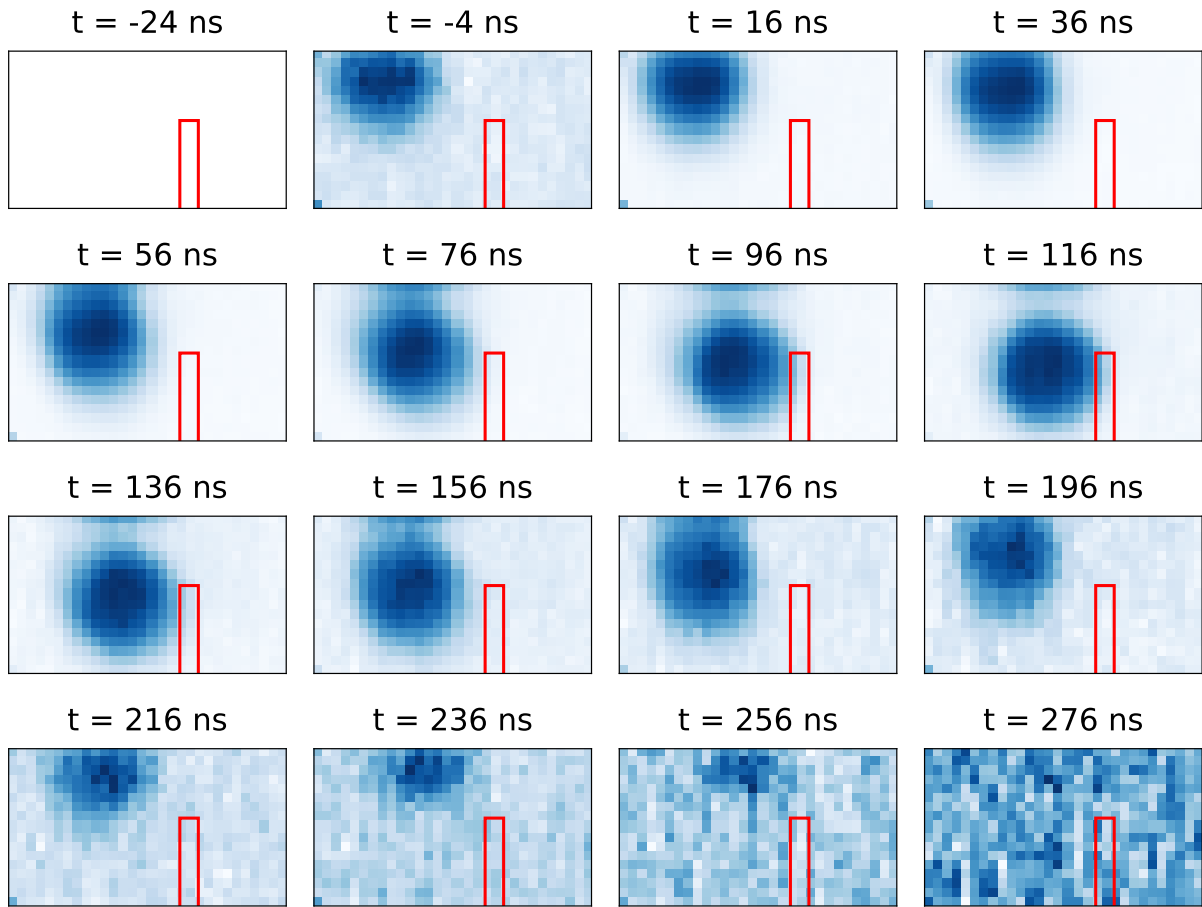 t = -24 ns
t = -4 ns
t = 16 ns
t = 36 ns
t = 56 ns
t = 76 ns
t = 96 ns
t = 116 ns
t = 136 ns
t = 156 ns
t = 176 ns
t = 196 ns
t = 216 ns
t = 236 ns
t = 256 ns
t = 276 ns